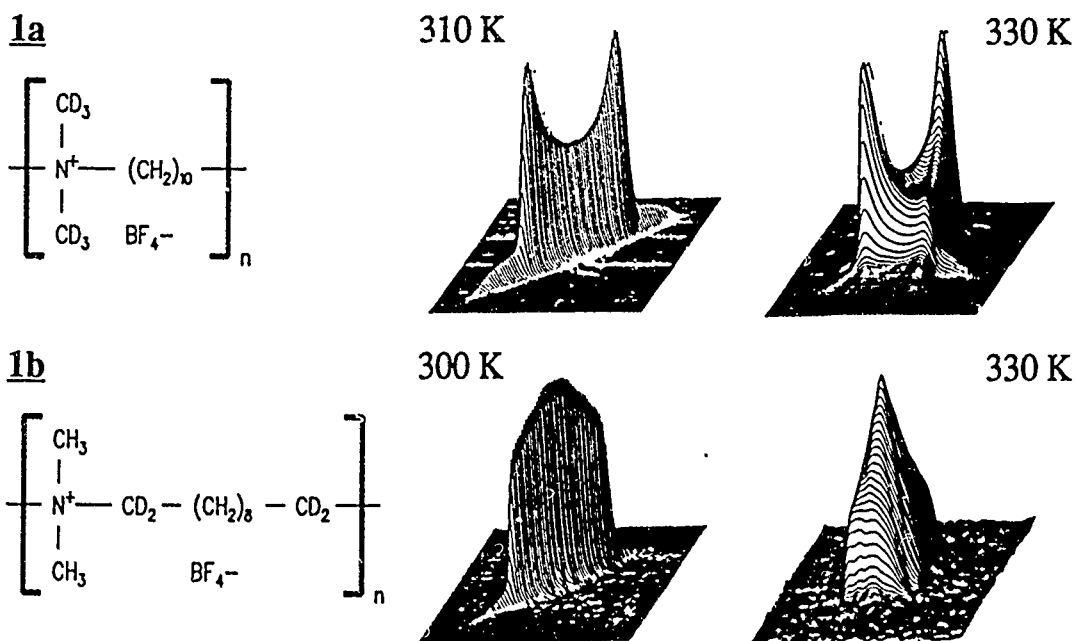 1a
310 K
330 K
CD₃
N⁺
(CH₂)₁₀
CD₃
BF₄–
n
1b
300 K
330 K
CH₃
N⁺
CD₂
(CH₂)₈
CD₂
CH₃
BF₄–
n